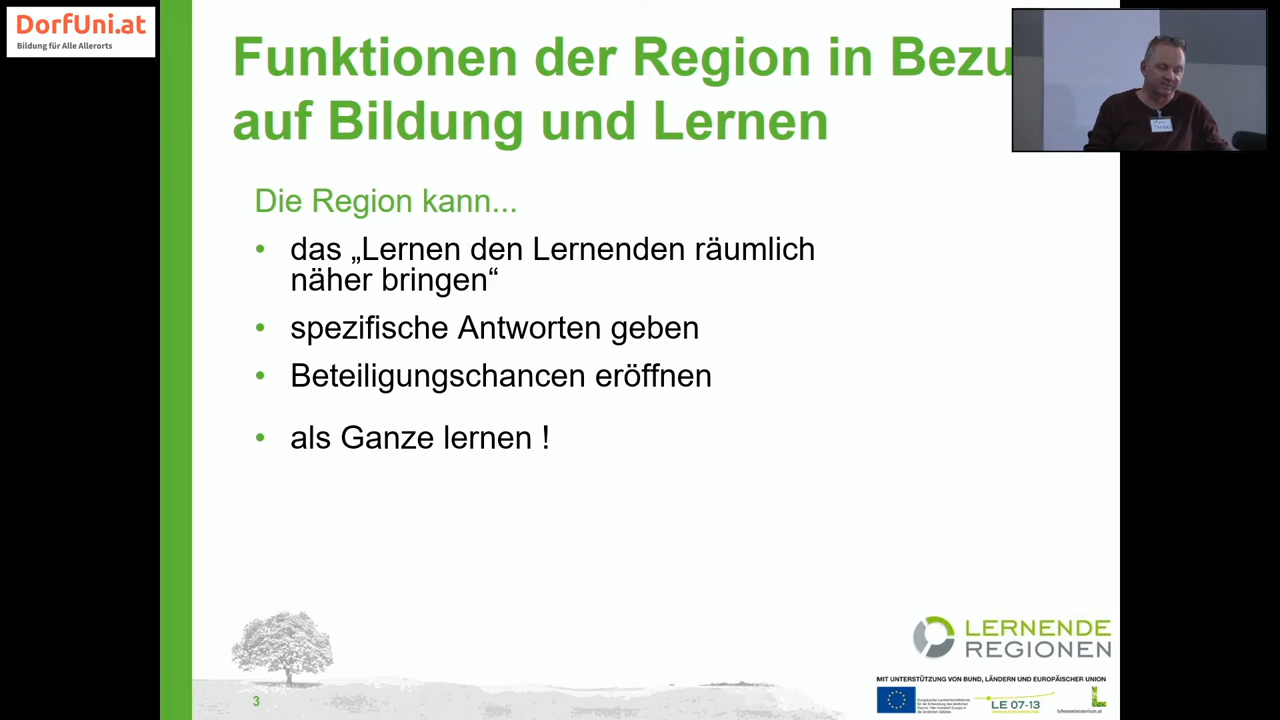 DorfUni.at
Bildung für Alle Allerorts
Funktionen der Region in Bezu
auf Bildung und Lernen
Die Region kann...
• das „Lernen den Lernenden räumlich
näher bringen“
• spezifische Antworten geben
• Beteiligungschancen eröffnen
• als Ganze lernen !
LERNENDE
REGIONEN
MIT UNTERSTÜTZUNG VON BUND, LÄNDERN UND EUROPÄISCHER UNION
LE 07-13
3